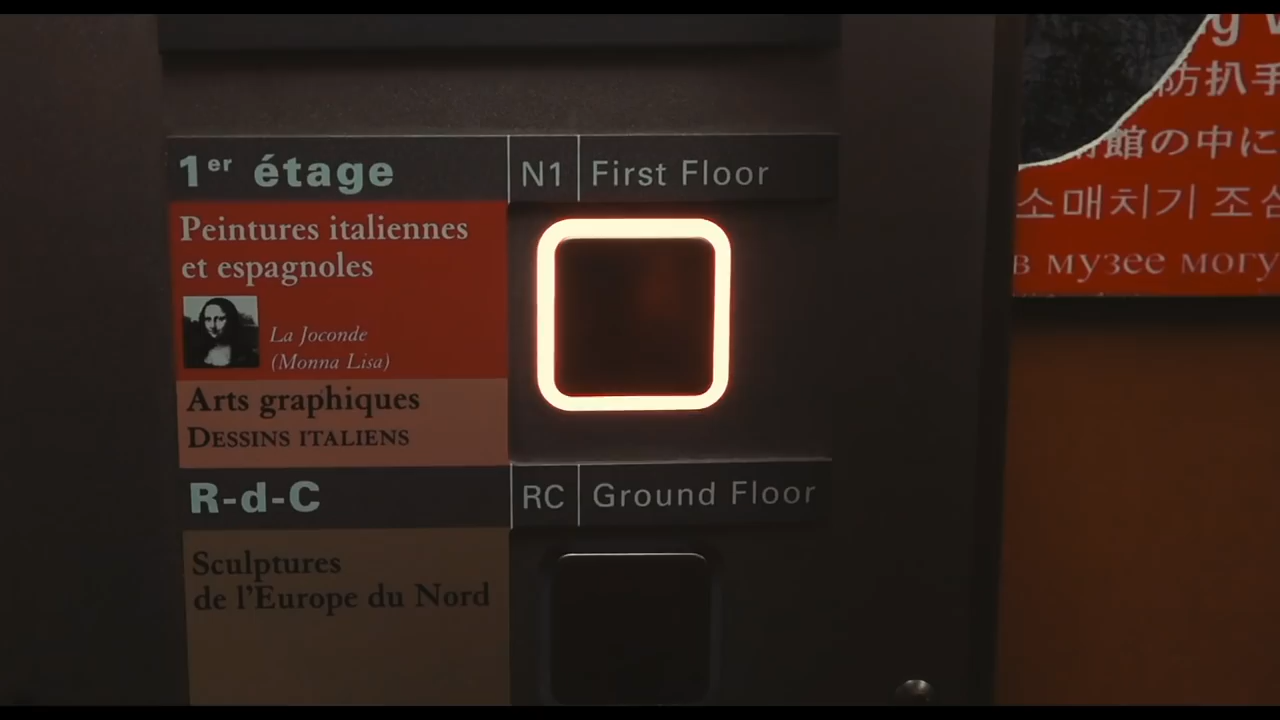 1er étage
N1
First Floor
Peintures italiennes
et espagnoles
La Joconde
(Monna Lisa)
Arts graphiques
DESSINS ITALIENS
R-d-C
RC
Ground Floor
Sculptures
de l'Europe du Nord
防扒手
館の中に
소매치기 조심
в музее могу